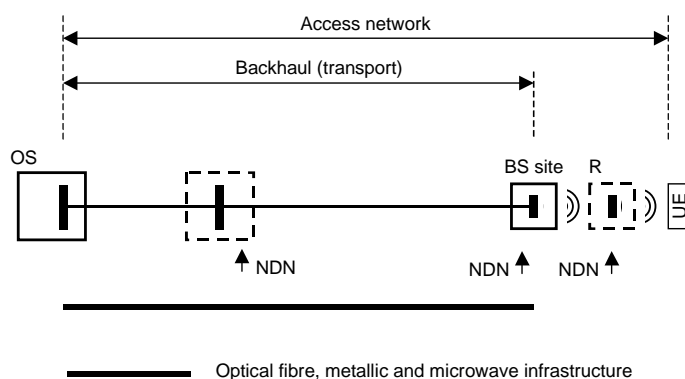 Access network
Backhaul (transport)
OS
BS site
R
UE
NDN
NDN
NDN
Optical fibre, metallic and microwave infrastructure